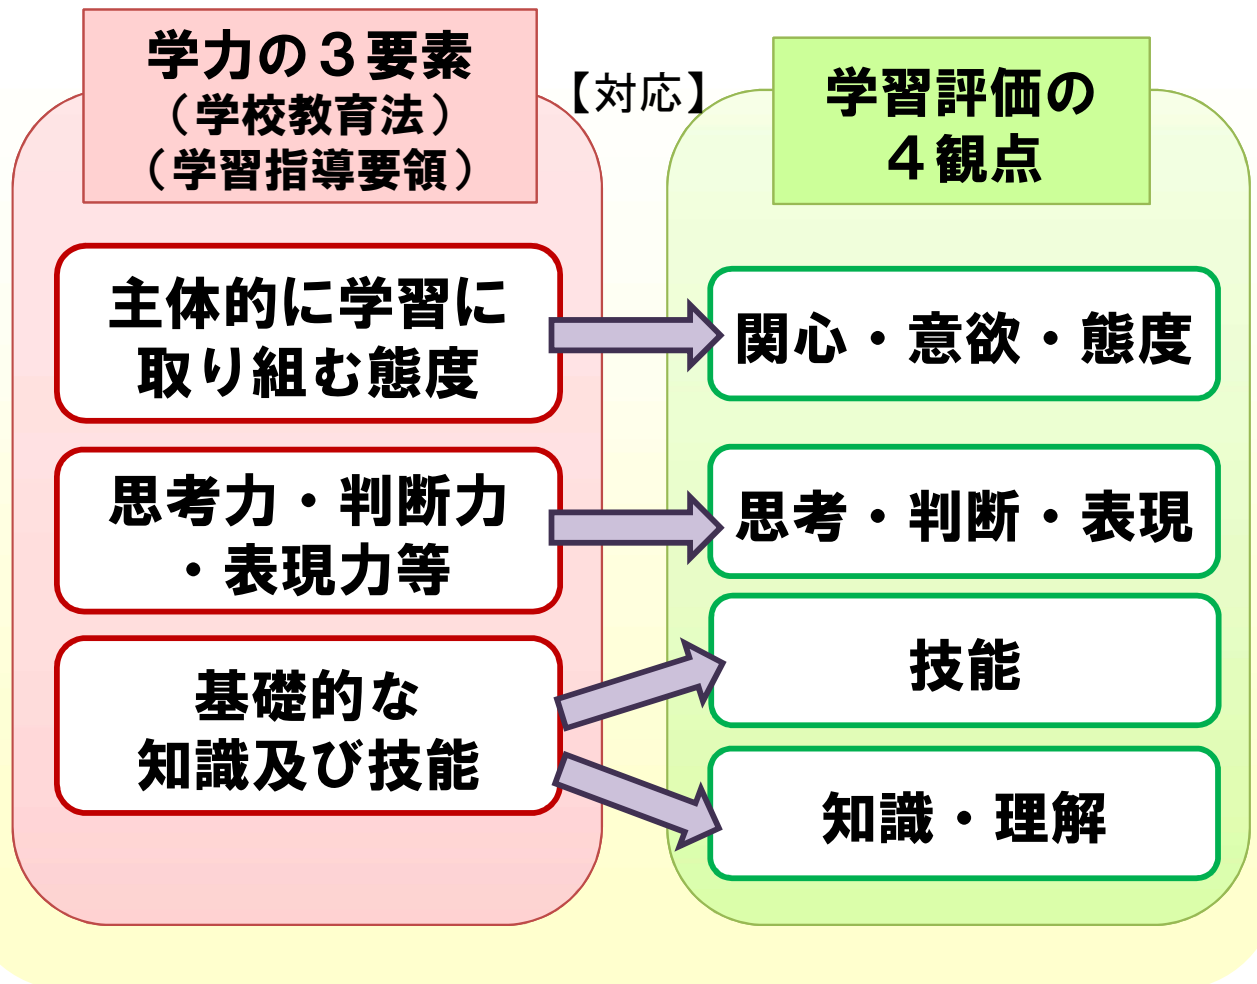 学力の３要素
（学校教育法）
（学習指導要領）
【対応】
学習評価の
４観点
主体的に学習に
取り組む態度
関心・意欲・態度
思考力・判断力
・表現力等
思考・判断・表現
基礎的な
知識及び技能
技能
知識・理解